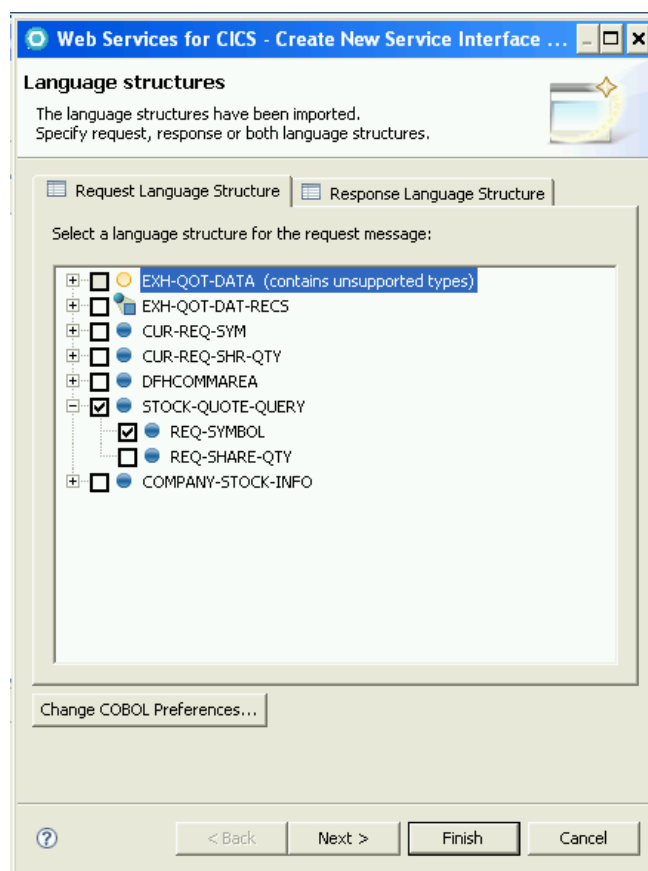 Web Services for CICS - Create New Service Interface ...
Language structures
The language structures have been imported.
Specify request, response or both language structures.
Request Language Structure
Response Language Structure
Select a language structure for the request message:
EXH-QOT-DATA (contains unsupported types)
EXH-QOT-DAT-RECS
CUR-REQ-SYM
CUR-REQ-SHR-QTY
DFHCOMMAREA
STOCK-QUOTE-QUERY
REQ-SYMBOL
REQ-SHARE-QTY
COMPANY-STOCK-INFO
Change COBOL Preferences...
? < Back Next > Finish Cancel